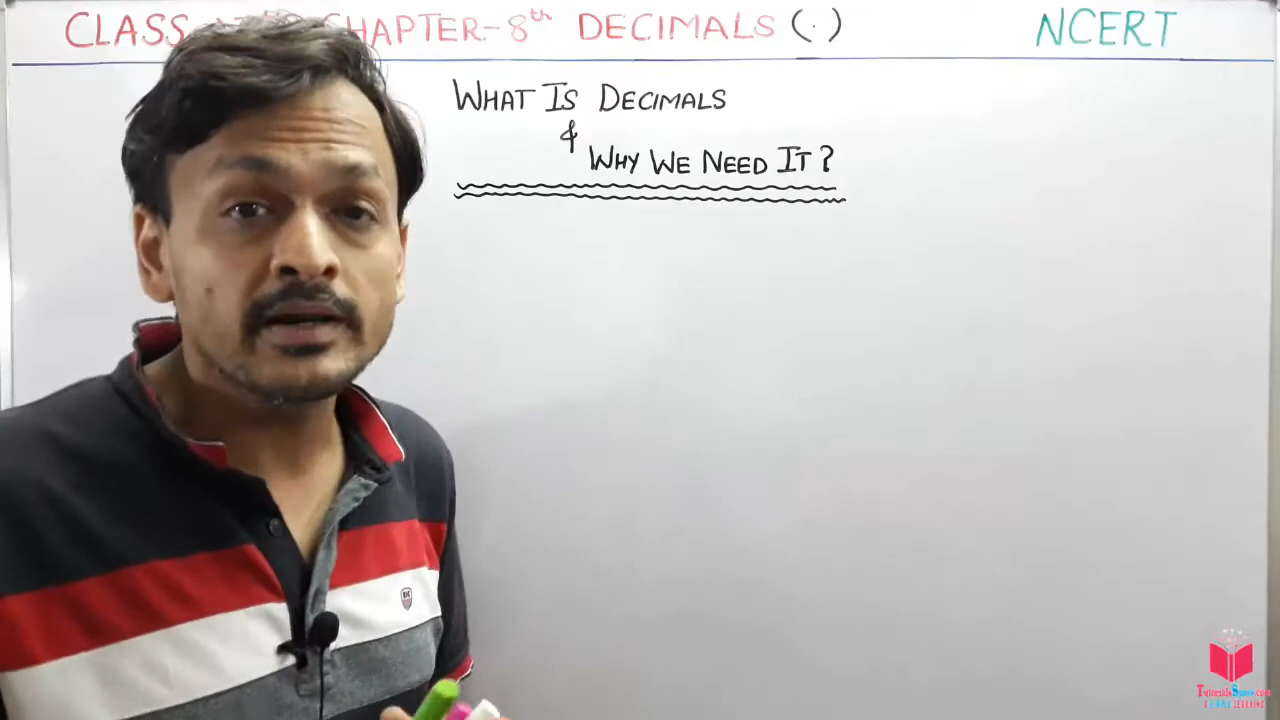 CLASS CHAPTER-8th DECIMALS (.) NCERT
WHAT IS DECIMALS
&
WHY WE NEED IT?